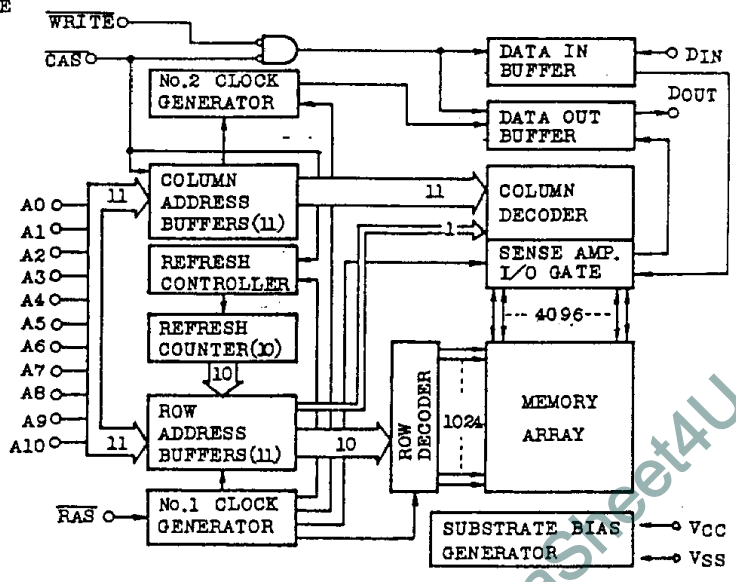 E
WRITE
CAS
No.2 CLOCK
GENERATOR
DATA IN
BUFFER
DIN
DATA OUT
BUFFER
DOUT
COLUMN
ADDRESS
BUFFERS(11)
11
11
COLUMN
DECODER
1
SENSE AMP.
I/O GATE
A0
A1
A2
A3
A4
A5
A6
A7
A8
A9
A10
REFRESH
CONTROLLER
REFRESH
COUNTER(10)
10
4096
ROW
ADDRESS
BUFFERS(11)
11
10
ROW
DECODER
1024
MEMORY
ARRAY
RAS
No.1 CLOCK
GENERATOR
SUBSTRATE BIAS
GENERATOR
VCC
VSS
aSheet4U